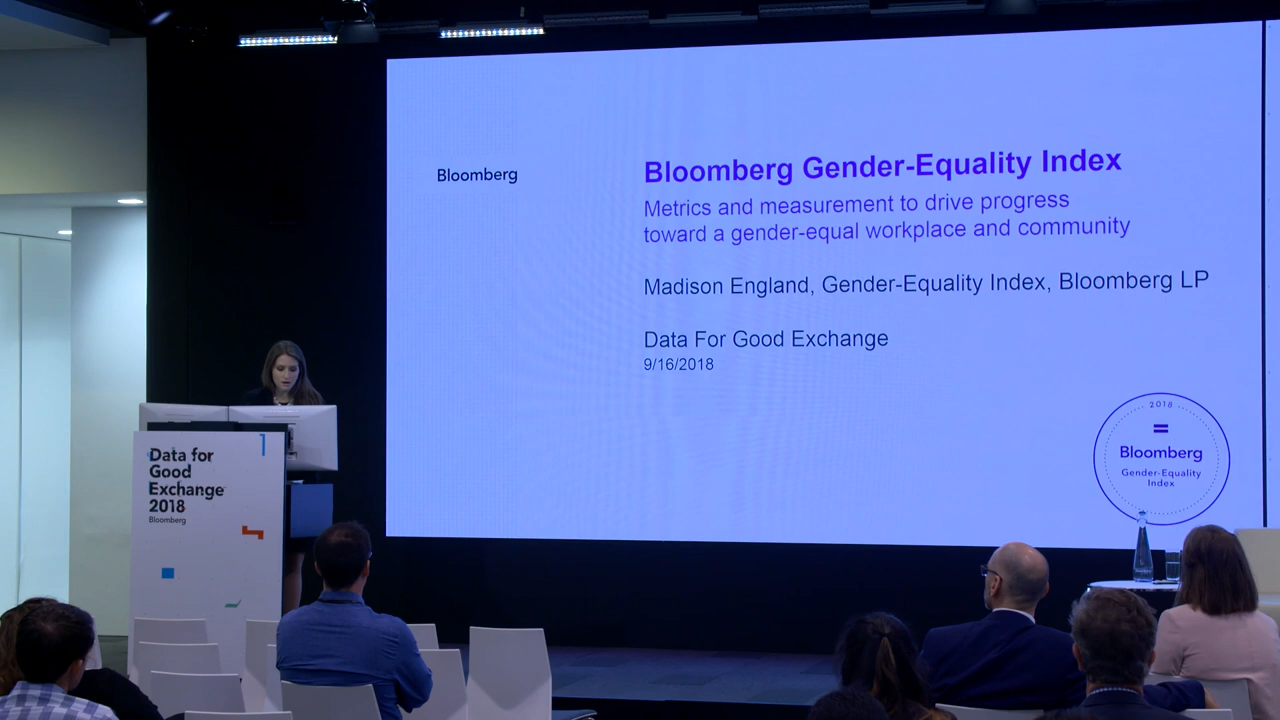 Bloomberg
Bloomberg Gender-Equality Index
Metrics and measurement to drive progress
toward a gender-equal workplace and community
Madison England, Gender-Equality Index, Bloomberg LP
Data For Good Exchange
9/16/2018
2018
=
Bloomberg
Gender-Equality
Index
Data for
Good
Exchange
2018
Bloomberg